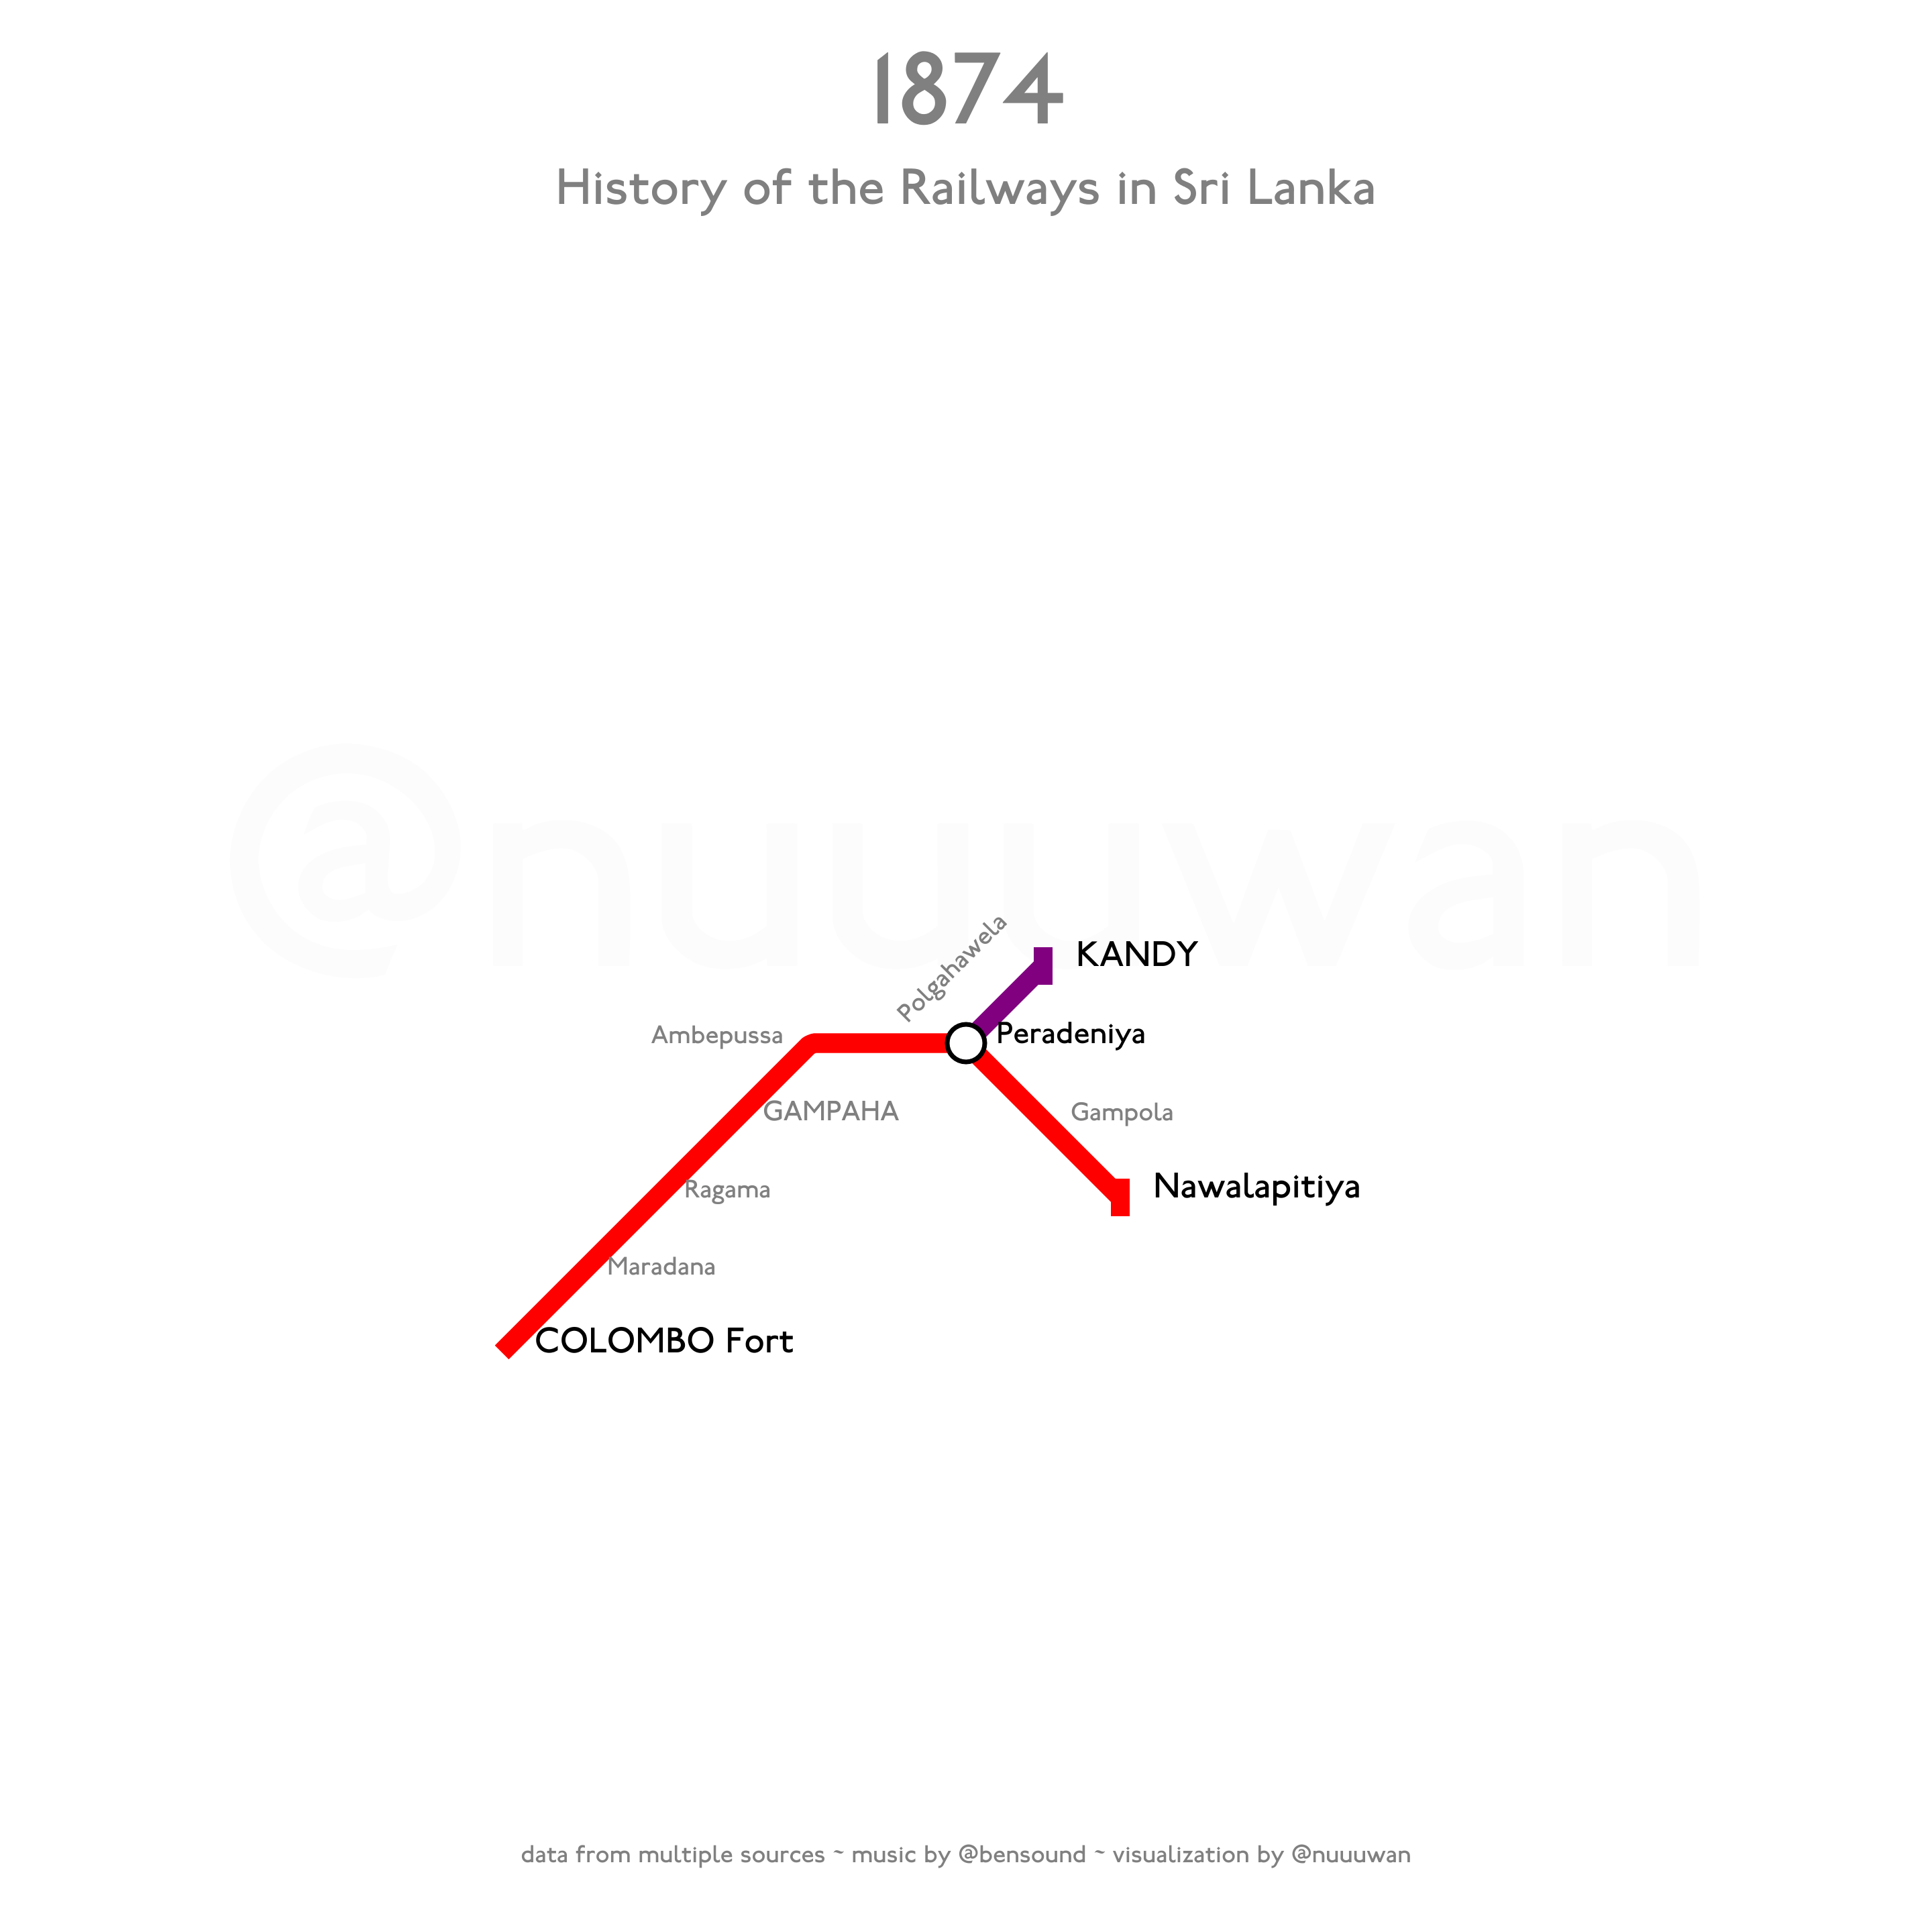 1874
History of the Railways in Sri Lanka
@nuuuwan
Polgahawela
KANDY
Ambepussa
Peradeniya
GAMPAHA
Gampola
Ragama
Nawalapitiya
Maradana
COLOMBO Fort
data from multiple sources ~ music by @bensound ~ visualization by @nuuuwan